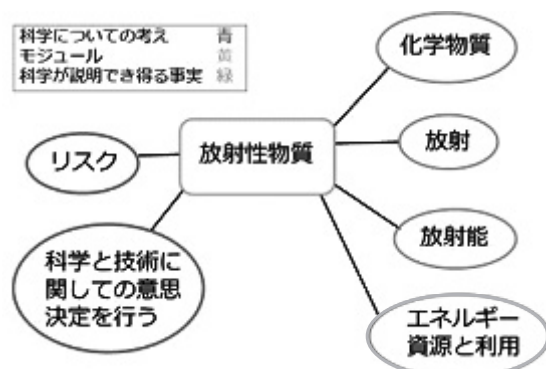 科学についての考え 青
モジュール 黄
科学が説明でき得る事実 緑
化学物質
放射性物質
放射
リスク
放射能
科学と技術に
関しての意思
決定を行う
エネルギー
資源と利用